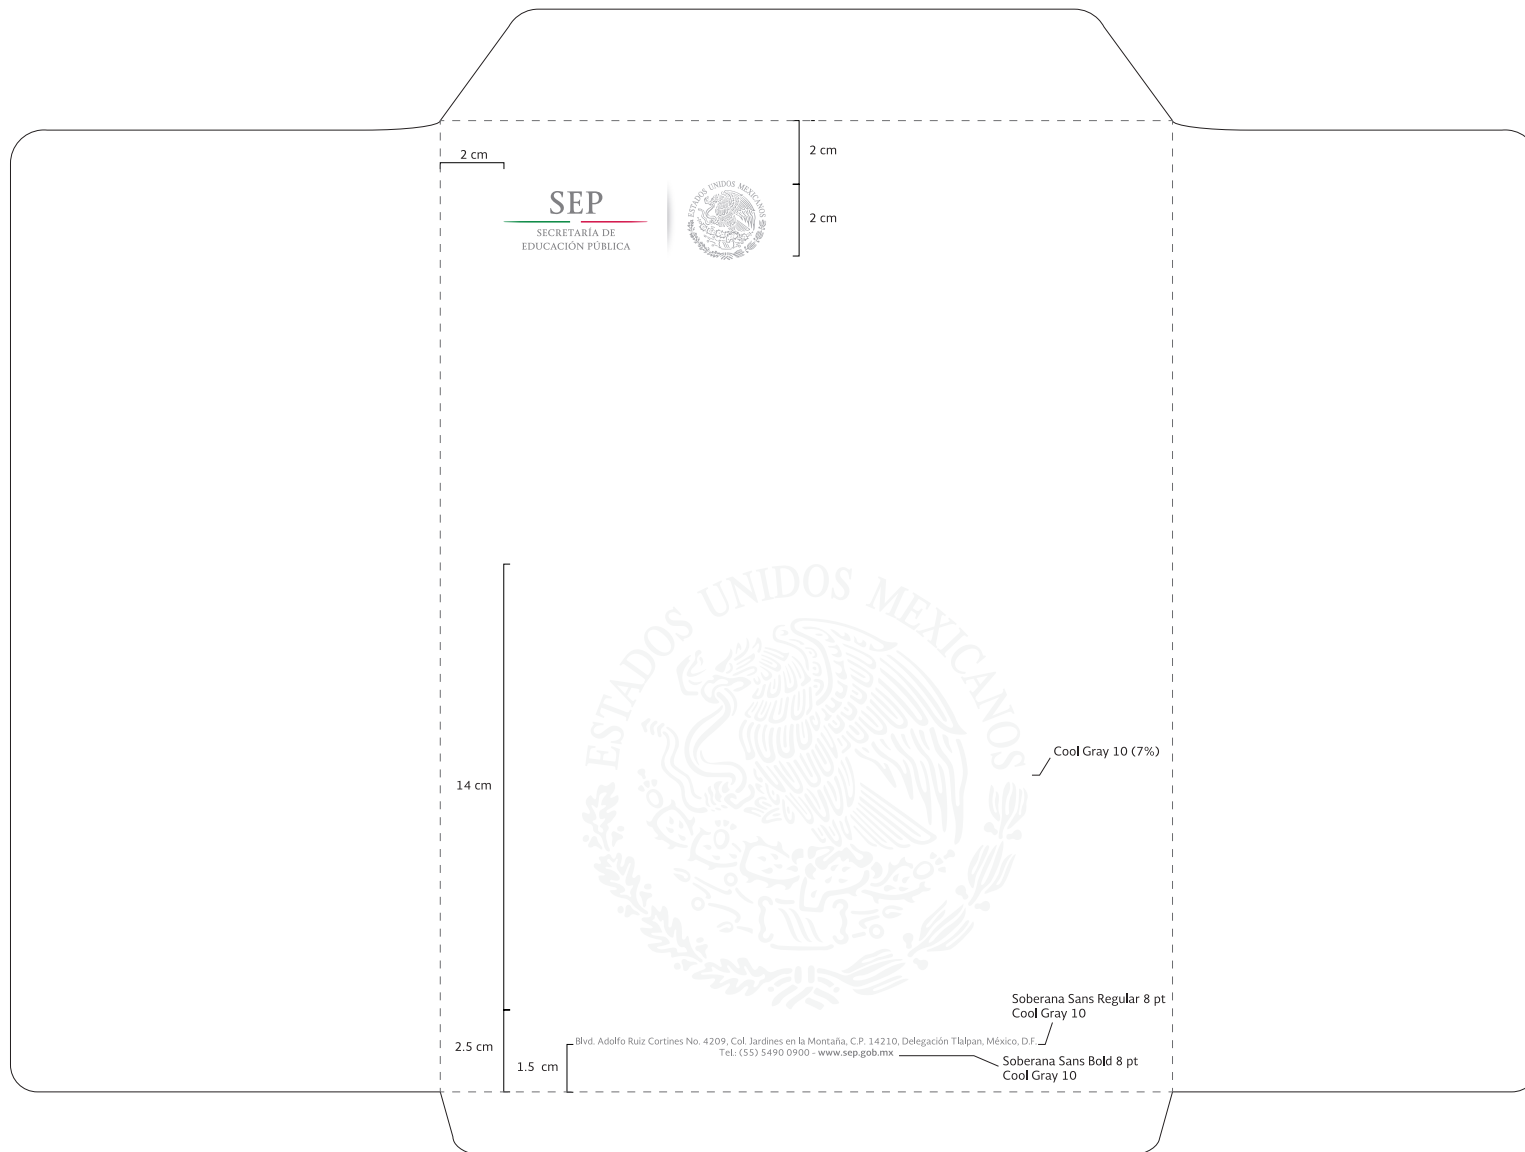 2 cm
2 cm
SEP
SECRETARÍA DE
EDUCACIÓN PÚBLICA
ESTADOS UNIDOS MEXICANOS
2 cm
ESTADOS UNIDOS MEXICANOS
Cool Gray 10 (7%)
14 cm
Soberana Sans Regular 8 pt
Cool Gray 10
2.5 cm
1.5 cm
Blvd. Adolfo Ruiz Cortines No. 4209, Col. Jardines en la Montaña, C.P. 14210, Delegación Tlalpan, México, D.F.
Tel.: (55) 5490 0900 - www.sep.gob.mx
Soberana Sans Bold 8 pt
Cool Gray 10